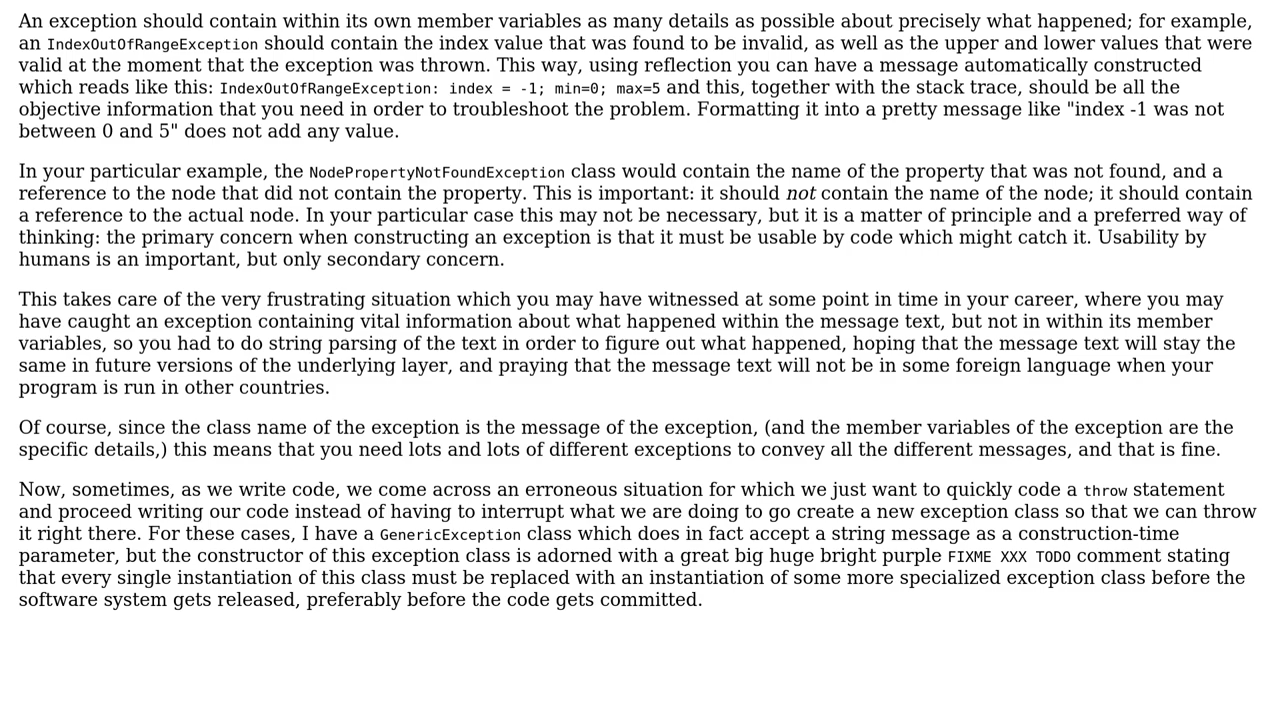 An exception should contain within its own member variables as many details as possible about precisely what happened; for example,
an IndexOutOfRangeException should contain the index value that was found to be invalid, as well as the upper and lower values that were
valid at the moment that the exception was thrown. This way, using reflection you can have a message automatically constructed
which reads like this: IndexOutOfRangeException: index = -1; min=0; max=5 and this, together with the stack trace, should be all the
objective information that you need in order to troubleshoot the problem. Formatting it into a pretty message like "index -1 was not
between 0 and 5" does not add any value.
In your particular example, the NodePropertyNotFoundException class would contain the name of the property that was not found, and a
reference to the node that did not contain the property. This is important: it should not contain the name of the node; it should contain
a reference to the actual node. In your particular case this may not be necessary, but it is a matter of principle and a preferred way of
thinking: the primary concern when constructing an exception is that it must be usable by code which might catch it. Usability by
humans is an important, but only secondary concern.
This takes care of the very frustrating situation which you may have witnessed at some point in time in your career, where you may
have caught an exception containing vital information about what happened within the message text, but not in within its member
variables, so you had to do string parsing of the text in order to figure out what happened, hoping that the message text will stay the
same in future versions of the underlying layer, and praying that the message text will not be in some foreign language when your
program is run in other countries.
Of course, since the class name of the exception is the message of the exception, (and the member variables of the exception are the
specific details,) this means that you need lots and lots of different exceptions to convey all the different messages, and that is fine.
Now, sometimes, as we write code, we come across an erroneous situation for which we just want to quickly code a throw statement
and proceed writing our code instead of having to interrupt what we are doing to go create a new exception class so that we can throw
it right there. For these cases, I have a GenericException class which does in fact accept a string message as a construction-time
parameter, but the constructor of this exception class is adorned with a great big huge bright purple FIXME XXX TODO comment stating
that every single instantiation of this class must be replaced with an instantiation of some more specialized exception class before the
software system gets released, preferably before the code gets committed.